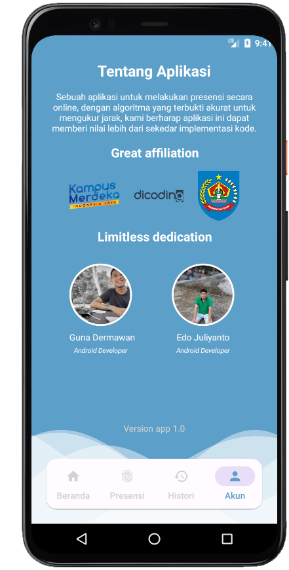 9:41
Tentang Aplikasi
Sebuah aplikasi untuk melakukan presensi secara
online, dengan algoritma yang terbukti akurat untuk
mengukur jarak, kami berharap aplikasi ini dapat
memberi nilai lebih dari sekedar implementasi kode.
Great affiliation
Kampus
Merdeka
INDONESIA JAYA
dicoding
Limitless dedication
Guna Dermawan
Edo Juliyanto
Android Developer
Android Developer
Version app 1.0
Beranda
Presensi
Histori
Akun